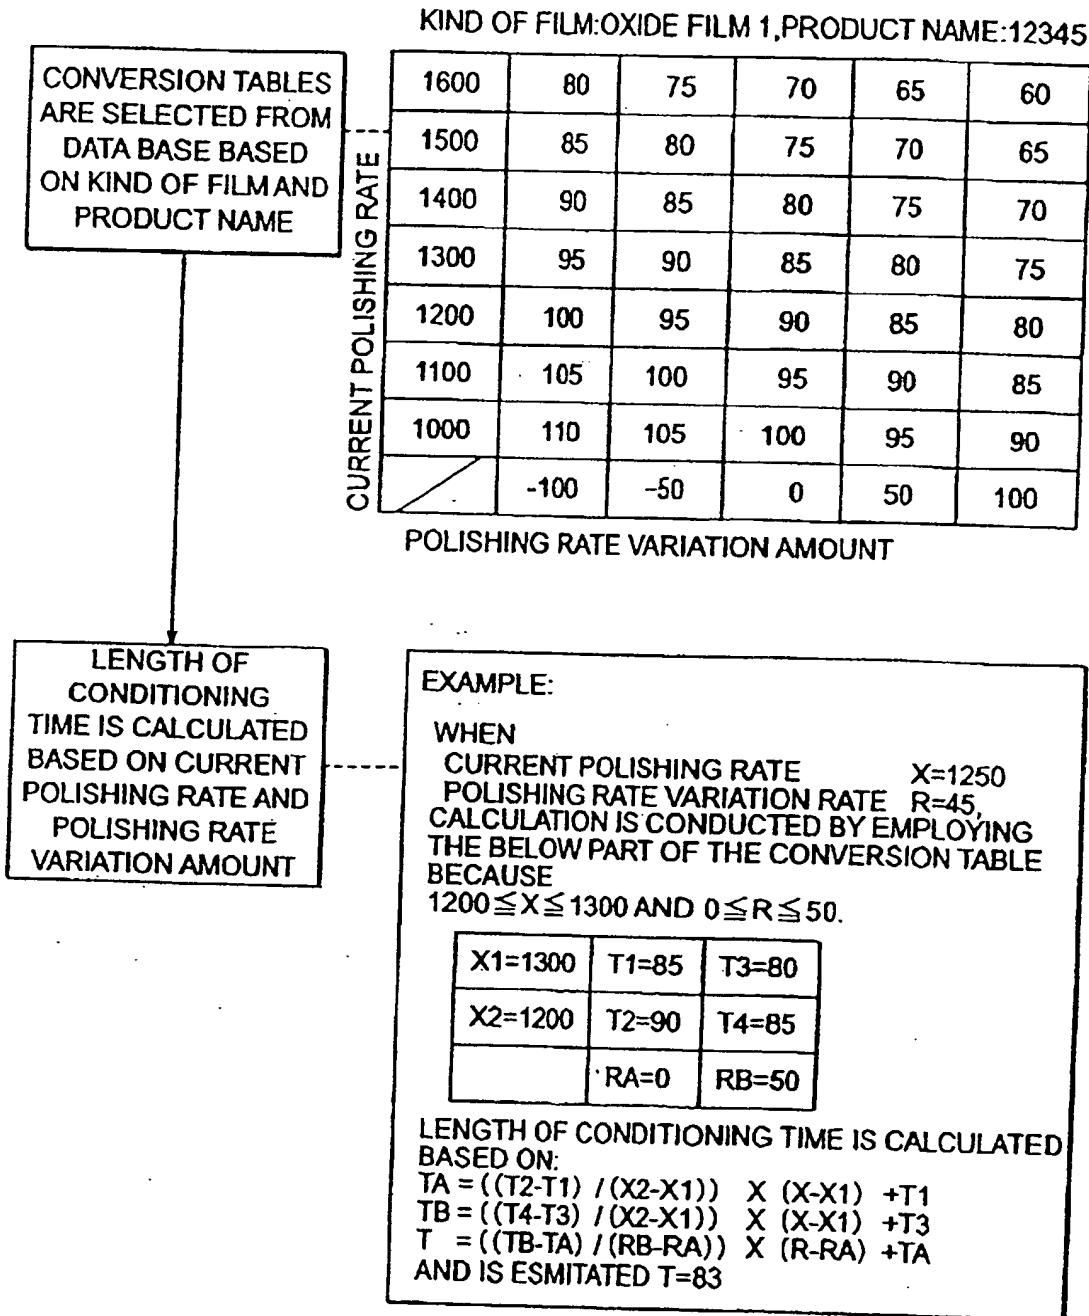 KIND OF FILM:OXIDE FILM 1,PRODUCT NAME:12345
CONVERSION TABLES
ARE SELECTED FROM
DATA BASE BASED
ON KIND OF FILM AND
PRODUCT NAME
CURRENT POLISHING RATE
1600 80 75 70 65 60
1500 85 80 75 70 65
1400 90 85 80 75 70
1300 95 90 85 80 75
1200 100 95 90 85 80
1100 105 100 95 90 85
1000 110 105 100 95 90
-100 -50 0 50 100
POLISHING RATE VARIATION AMOUNT
LENGTH OF
CONDITIONING
TIME IS CALCULATED
BASED ON CURRENT
POLISHING RATE AND
POLISHING RATE
VARIATION AMOUNT
EXAMPLE:
WHEN
CURRENT POLISHING RATE X=1250
POLISHING RATE VARIATION RATE R=45,
CALCULATION IS CONDUCTED BY EMPLOYING
THE BELOW PART OF THE CONVERSION TABLE
BECAUSE
1200≦X≦1300 AND 0≦R≦50.
X1=1300 T1=85 T3=80
X2=1200 T2=90 T4=85
RA=0 RB=50
LENGTH OF CONDITIONING TIME IS CALCULATED
BASED ON:
TA = ((T2-T1) /(X2-X1)) X (X-X1) +T1
TB = ((T4-T3) /(X2-X1)) X (X-X1) +T3
T = ((TB-TA) /(RB-RA)) X (R-RA) +TA
AND IS ESMITATED T=83